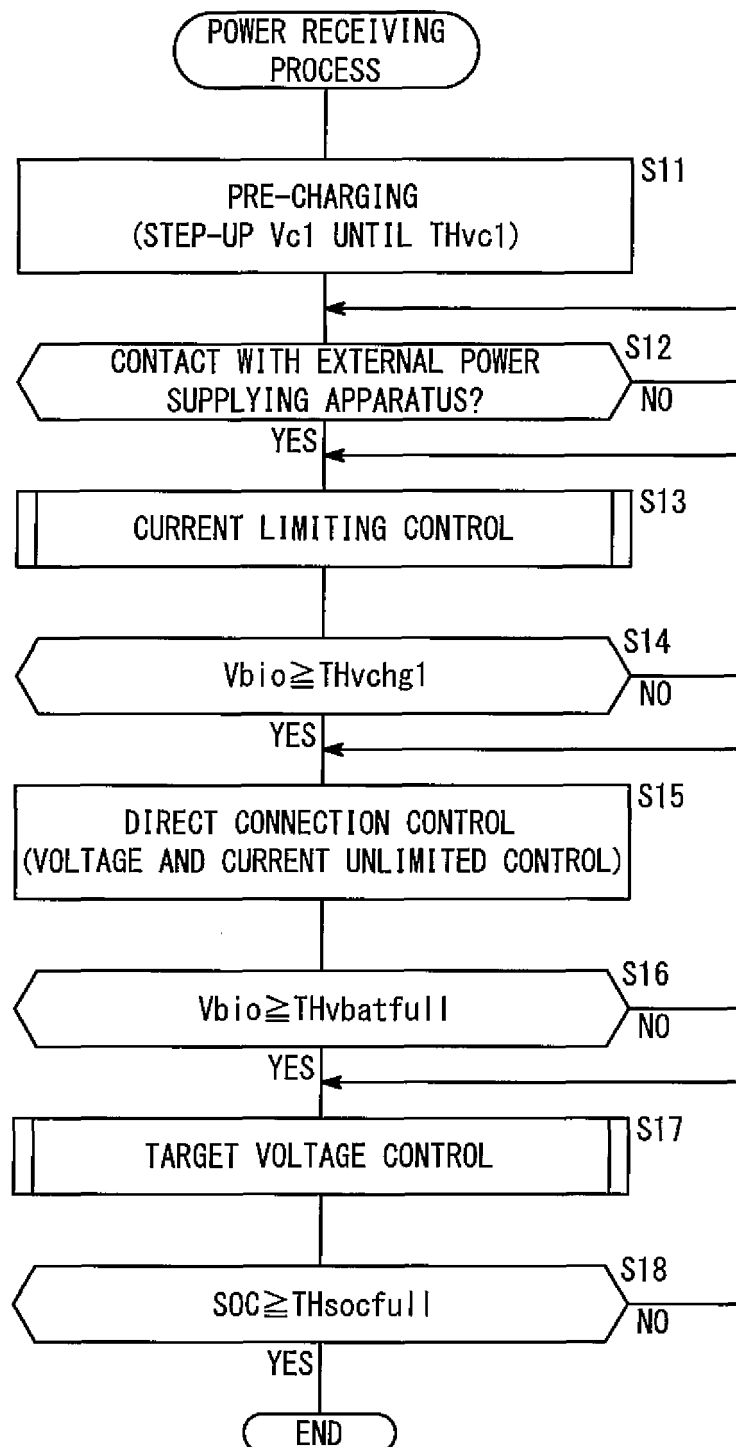 POWER RECEIVING
PROCESS
S11
PRE-CHARGING
(STEP-UP Vc1 UNTIL THvc1)
S12
CONTACT WITH EXTERNAL POWER
SUPPLYING APPARATUS?
NO
YES
S13
CURRENT LIMITING CONTROL
S14
Vbio≧THvchg1
NO
YES
S15
DIRECT CONNECTION CONTROL
(VOLTAGE AND CURRENT UNLIMITED CONTROL)
S16
Vbio≧THvbatfull
NO
YES
S17
TARGET VOLTAGE CONTROL
S18
SOC≧THsocfull
NO
YES
END